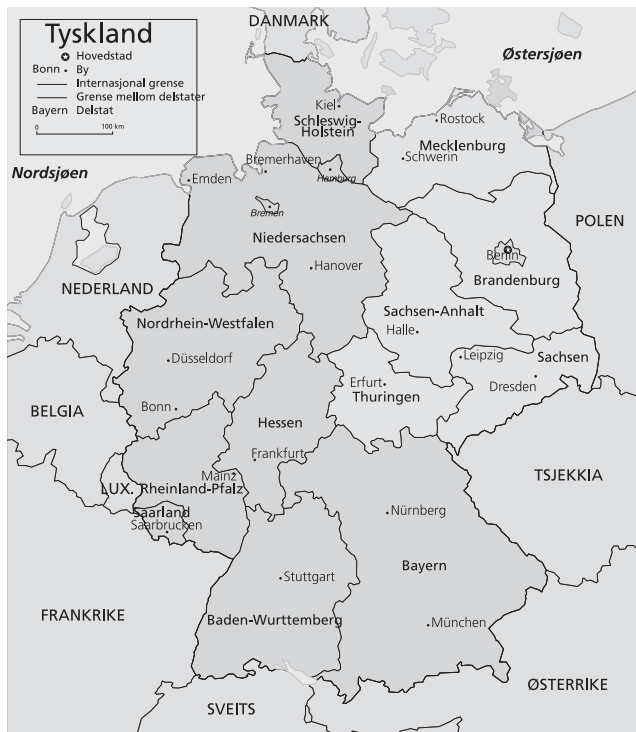 DANMARK
Tyskland
Hovedstad
Bonn By
Internasjonal grense
Grense mellom delstater
Bayern Delstat
0 100 km
Østersjøen
Kiel
Schleswig-
Holstein
Rostock
Mecklenburg
Schwerin
Nordsjøen
Bremerhaven
Emden
Hamburg
Bremen
POLEN
Niedersachsen
Hanover
Berlin
Brandenburg
NEDERLAND
Sachsen-Anhalt
Halle
Nordrhein-Westfalen
Düsseldorf
Leipzig
Sachsen
Dresden
Erfurt
Thuringen
BELGIA
Bonn
Hessen
Frankfurt
Mainz
TSJEKKIA
LUX.
Rheinland-Pfalz
Saarland
Saarbrucken
Nürnberg
Bayern
Stuttgart
Baden-Wurttemberg
München
FRANKRIKE
ØSTERRIKE
SVEITS